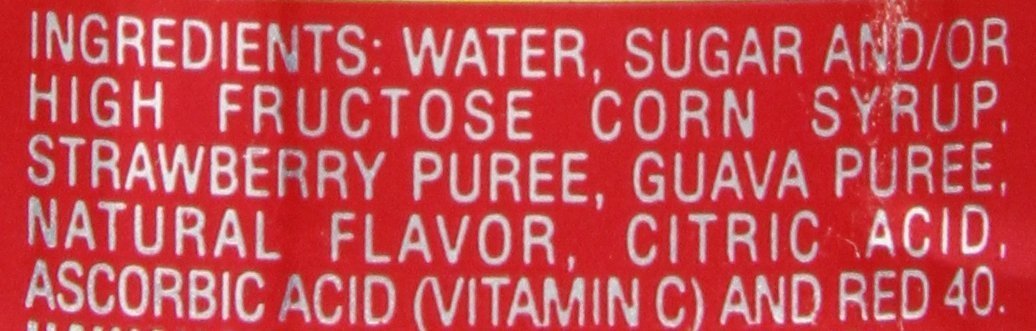 INGREDIENTS: WATER, SUGAR AND/OR
HIGH FRUCTOSE CORN SYRUP,
STRAWBERRY PUREE, GUAVA PUREE,
NATURAL FLAVOR, CITRIC ACID,
ASCORBIC ACID (VITAMIN C) AND RED 40.